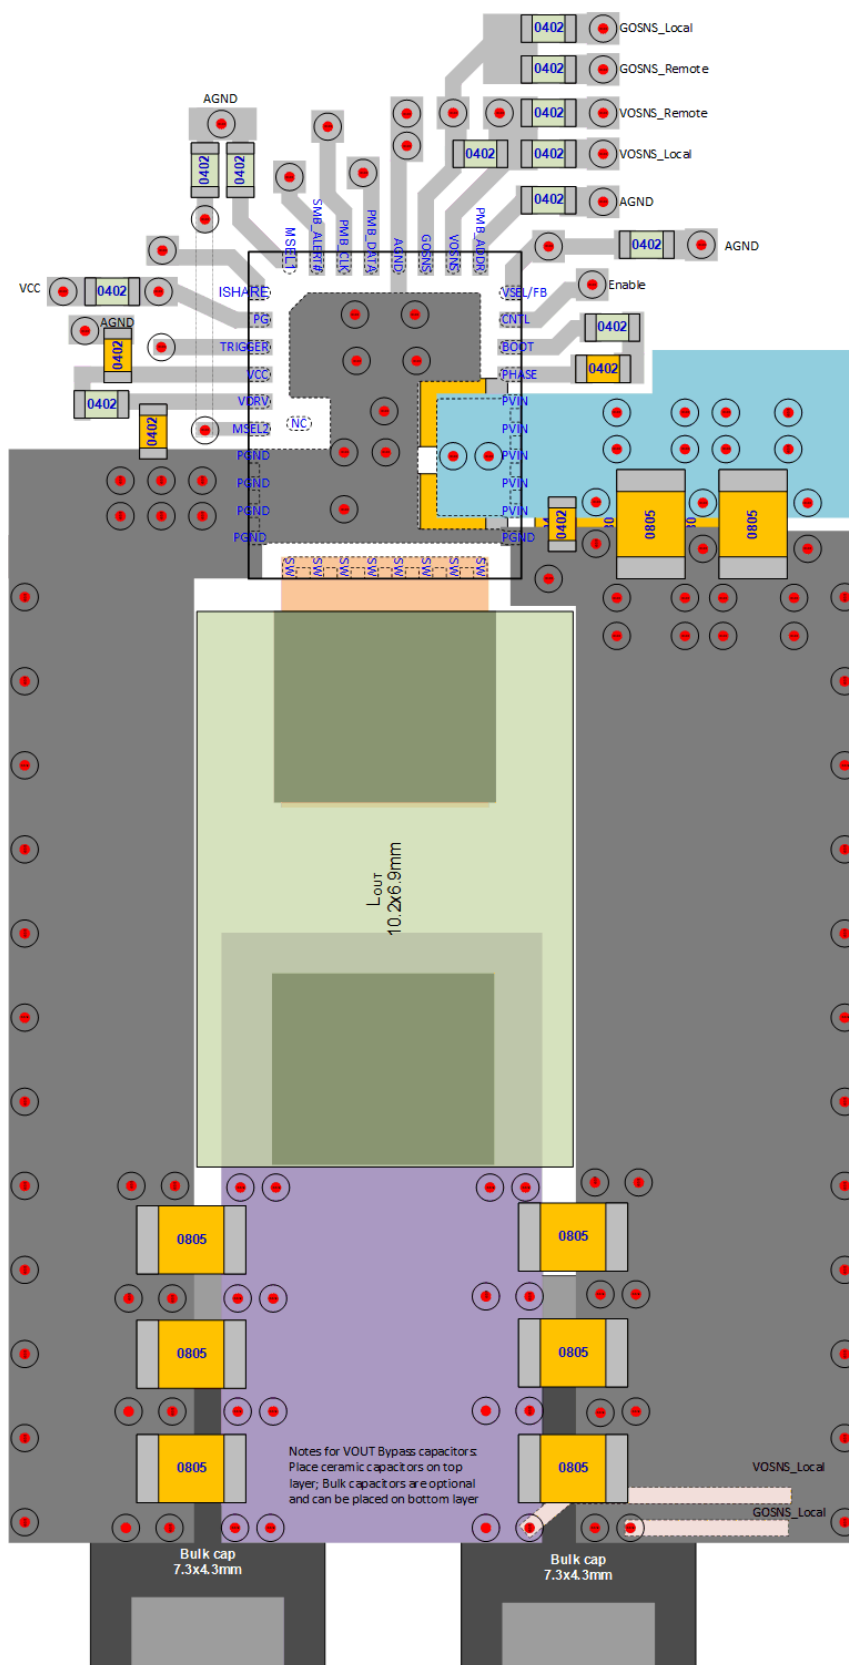 0402 GOSNS_Local
0402 GOSNS_Remote
AGND
0402 VOSNS_Remote
0402 0402 0402 0402 VOSNS_Local
0402 AGND
MSEL1 SMB_ALERT# PMB_CLK PMB_DATA AGND GOSNS VOSNS PMB_ADDR
0402 AGND
VCC 0402 ISHARE VSEL/FB Enable
PG CNTL
AGND
TRIGGER BOOT 0402
0402 VCC PHASE 0402
0402 VDRV PVIN
0402 MSEL2 NC PVIN
PGND PVIN
PGND PVIN
PGND PVIN
0402 0805 0805
PGND PGND
SW SW SW SW SW SW SW SW
LOUT
10.2x6.9mm
0805 0805
0805 0805
Notes for VOUT Bypass capacitors:
Place ceramic capacitors on top
layer; Bulk capacitors are optional
and can be placed on bottom layer
0805 0805
VOSNS_Local
GOSNS_Local
Bulk cap
7.3x4.3mm
Bulk cap
7.3x4.3mm